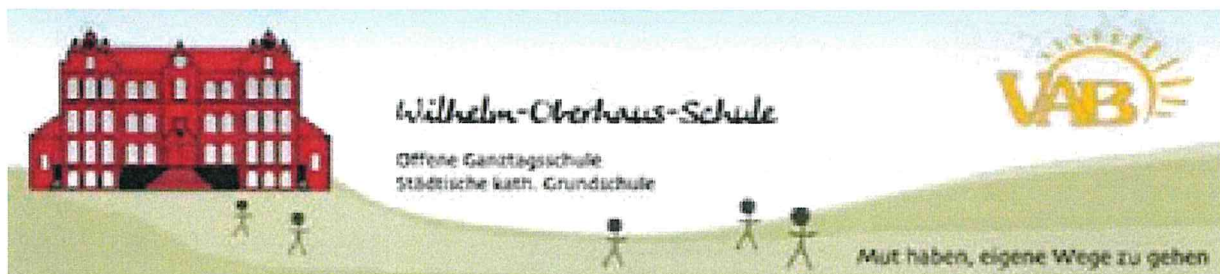 Wilhelm-Oberhaus-Schule
Offene Ganztagsschule
Städtische kath. Grundschule
VAB
Mut haben, eigene Wege zu gehen